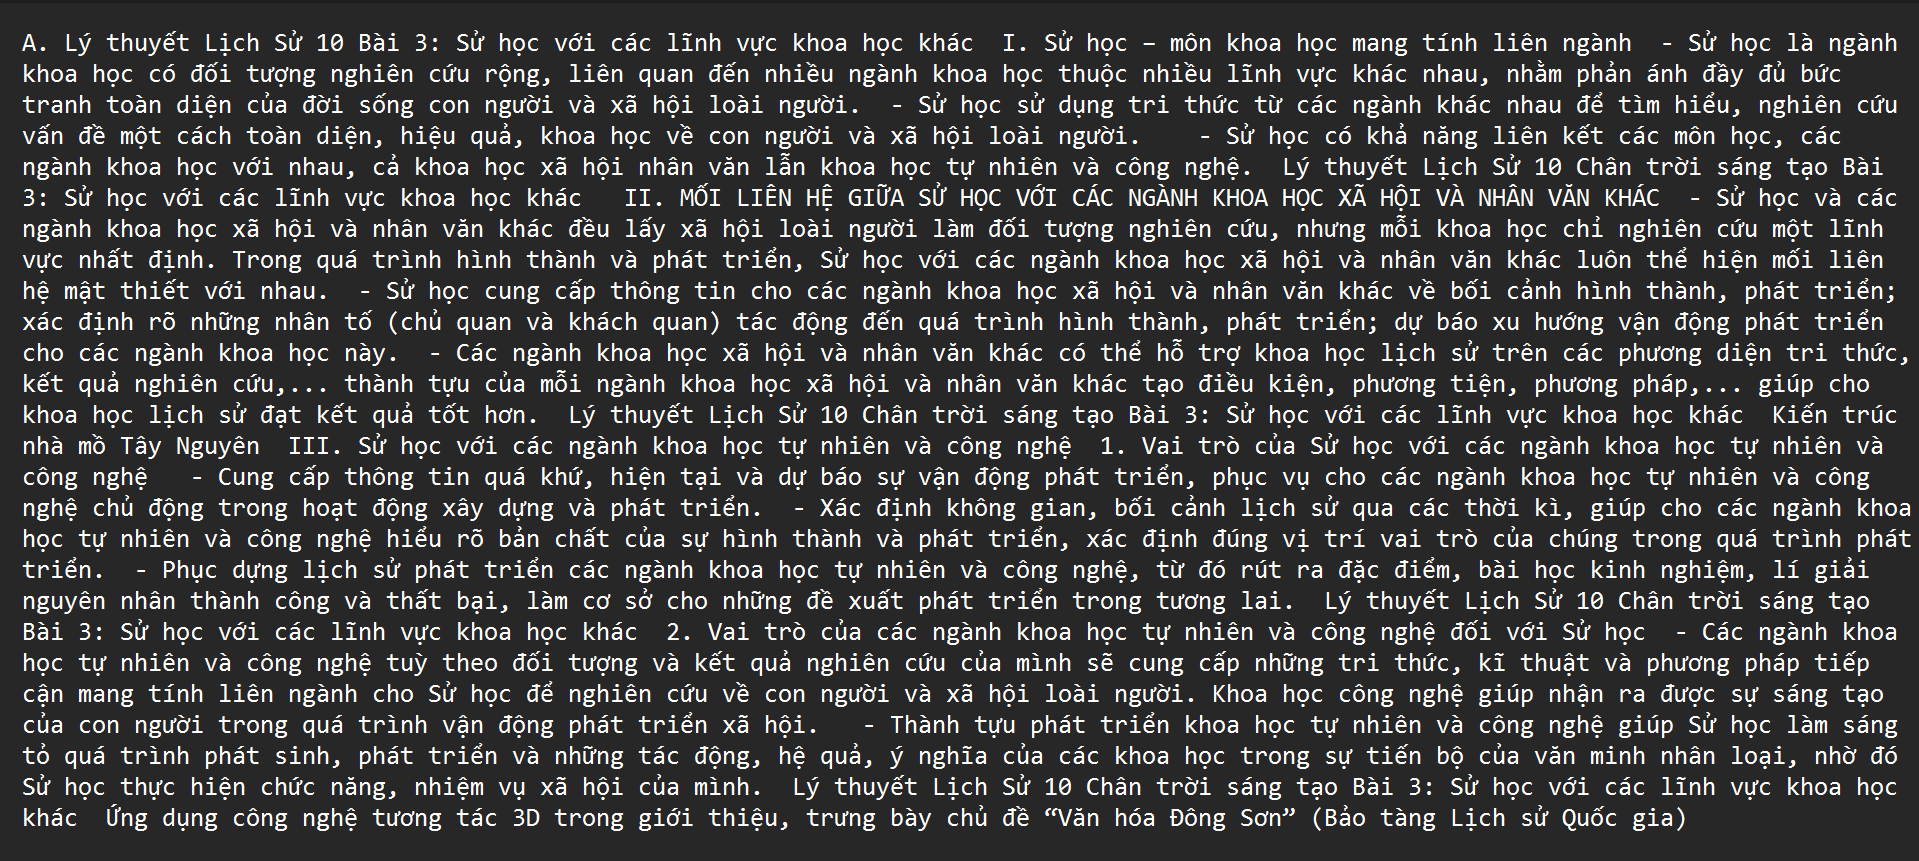 A. Lý thuyết Lịch Sử 10 Bài 3: Sử học với các lĩnh vực khoa học khác  I. Sử học – môn khoa học mang tính liên ngành  - Sử học là ngành
khoa học có đối tượng nghiên cứu rộng, liên quan đến nhiều ngành khoa học thuộc nhiều lĩnh vực khác nhau, nhằm phản ánh đầy đủ bức
tranh toàn diện của đời sống con người và xã hội loài người.  - Sử học sử dụng tri thức từ các ngành khác nhau để tìm hiểu, nghiên cứu
vấn đề một cách toàn diện, hiệu quả, khoa học về con người và xã hội loài người.    - Sử học có khả năng liên kết các môn học, các
ngành khoa học với nhau, cả khoa học xã hội nhân văn lẫn khoa học tự nhiên và công nghệ.  Lý thuyết Lịch Sử 10 Chân trời sáng tạo Bài
3: Sử học với các lĩnh vực khoa học khác   II. MỐI LIÊN HỆ GIỮA SỬ HỌC VỚI CÁC NGÀNH KHOA HỌC XÃ HỘI VÀ NHÂN VĂN KHÁC  - Sử học và các
ngành khoa học xã hội và nhân văn khác đều lấy xã hội loài người làm đối tượng nghiên cứu, nhưng mỗi khoa học chỉ nghiên cứu một lĩnh
vực nhất định. Trong quá trình hình thành và phát triển, Sử học với các ngành khoa học xã hội và nhân văn khác luôn thể hiện mối liên
hệ mật thiết với nhau.  - Sử học cung cấp thông tin cho các ngành khoa học xã hội và nhân văn khác về bối cảnh hình thành, phát triển;
xác định rõ những nhân tố (chủ quan và khách quan) tác động đến quá trình hình thành, phát triển; dự báo xu hướng vận động phát triển
cho các ngành khoa học này.  - Các ngành khoa học xã hội và nhân văn khác có thể hỗ trợ khoa học lịch sử trên các phương diện tri thức,
kết quả nghiên cứu,... thành tựu của mỗi ngành khoa học xã hội và nhân văn khác tạo điều kiện, phương tiện, phương pháp,... giúp cho
khoa học lịch sử đạt kết quả tốt hơn.  Lý thuyết Lịch Sử 10 Chân trời sáng tạo Bài 3: Sử học với các lĩnh vực khoa học khác  Kiến trúc
nhà mồ Tây Nguyên  III. Sử học với các ngành khoa học tự nhiên và công nghệ  1. Vai trò của Sử học với các ngành khoa học tự nhiên và
công nghệ   - Cung cấp thông tin quá khứ, hiện tại và dự báo sự vận động phát triển, phục vụ cho các ngành khoa học tự nhiên và công
nghệ chủ động trong hoạt động xây dựng và phát triển.  - Xác định không gian, bối cảnh lịch sử qua các thời kì, giúp cho các ngành khoa
học tự nhiên và công nghệ hiểu rõ bản chất của sự hình thành và phát triển, xác định đúng vị trí vai trò của chúng trong quá trình phát
triển.  - Phục dựng lịch sử phát triển các ngành khoa học tự nhiên và công nghệ, từ đó rút ra đặc điểm, bài học kinh nghiệm, lí giải
nguyên nhân thành công và thất bại, làm cơ sở cho những đề xuất phát triển trong tương lai.  Lý thuyết Lịch Sử 10 Chân trời sáng tạo
Bài 3: Sử học với các lĩnh vực khoa học khác  2. Vai trò của các ngành khoa học tự nhiên và công nghệ đối với Sử học  - Các ngành khoa
học tự nhiên và công nghệ tuỳ theo đối tượng và kết quả nghiên cứu của mình sẽ cung cấp những tri thức, kĩ thuật và phương pháp tiếp
cận mang tính liên ngành cho Sử học để nghiên cứu về con người và xã hội loài người. Khoa học công nghệ giúp nhận ra được sự sáng tạo
của con người trong quá trình vận động phát triển xã hội.   - Thành tựu phát triển khoa học tự nhiên và công nghệ giúp Sử học làm sáng
tỏ quá trình phát sinh, phát triển và những tác động, hệ quả, ý nghĩa của các khoa học trong sự tiến bộ của văn minh nhân loại, nhờ đó
Sử học thực hiện chức năng, nhiệm vụ xã hội của mình.  Lý thuyết Lịch Sử 10 Chân trời sáng tạo Bài 3: Sử học với các lĩnh vực khoa học
khác  Ứng dụng công nghệ tương tác 3D trong giới thiệu, trưng bày chủ đề “Văn hóa Đông Sơn” (Bảo tàng Lịch sử Quốc gia)